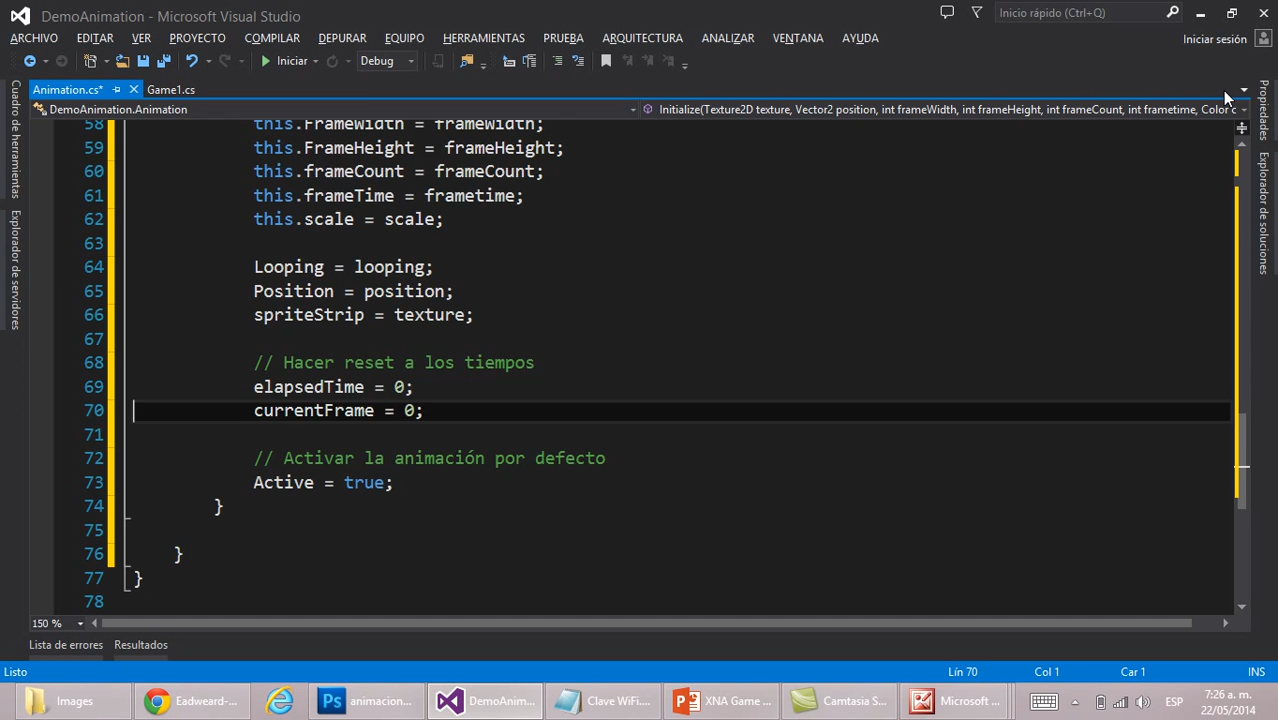 DemoAnimation - Microsoft Visual Studio
Inicio rápido (Ctrl+Q)
ARCHIVO EDITAR VER PROYECTO COMPILAR DEPURAR EQUIPO HERRAMIENTAS PRUEBA ARQUITECTURA ANALIZAR VENTANA AYUDA
Iniciar sesión
Iniciar Debug
Animation.cs* Game1.cs
DemoAnimation.Animation
Initialize(Texture2D texture, Vector2 position, int frameWidth, int frameHeight, int frameCount, int frametime, Color c
Cuadro de herramientas
Explorador de servidores
Propiedades
Explorador de soluciones
58 this.FrameWidth = frameWidth;
59 this.FrameHeight = frameHeight;
60 this.frameCount = frameCount;
61 this.frameTime = frametime;
62 this.scale = scale;
63
64 Looping = looping;
65 Position = position;
66 spriteStrip = texture;
67
68 // Hacer reset a los tiempos
69 elapsedTime = 0;
70 currentFrame = 0;
71
72 // Activar la animación por defecto
73 Active = true;
74 }
75
76 }
77 }
78
150 %
Lista de errores Resultados
Listo Lín 70 Col 1 Car 1 INS
Images Eadweard-... animacion... DemoAnim... Clave WiFi.... XNA Game ... Camtasia S... Microsoft ... ESP 7:26 a. m.
22/05/2014